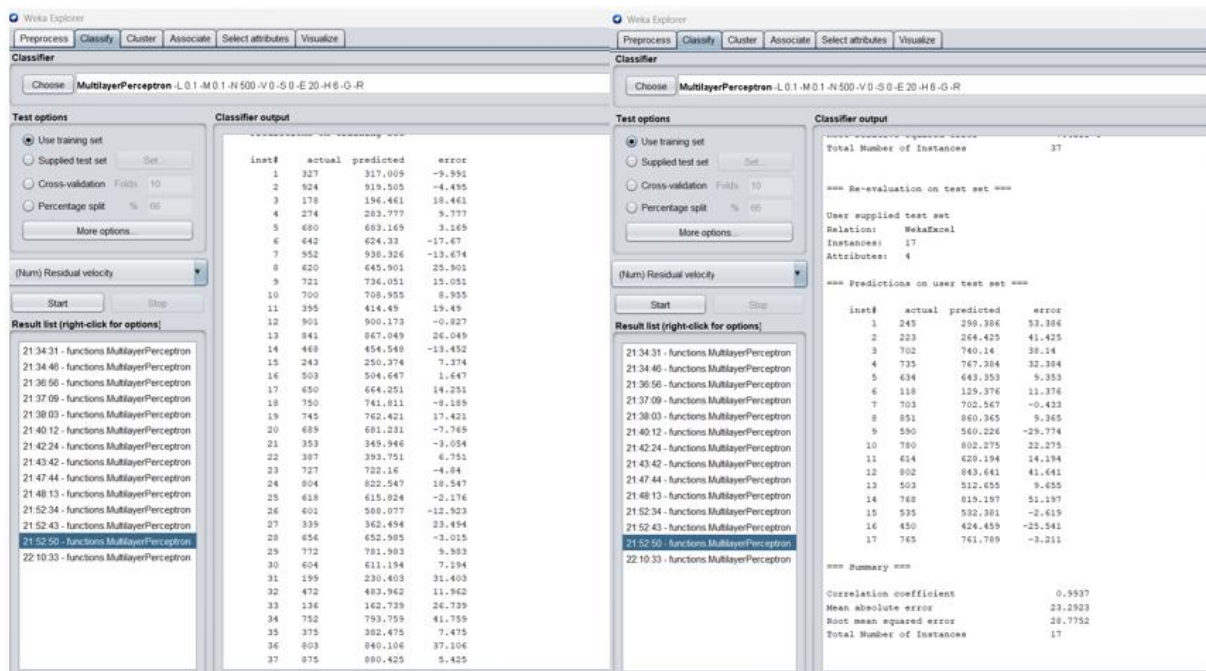 Weka Explorer
Preprocess Classify Cluster Associate Select attributes Visualize
Classifier
Choose MultilayerPerceptron -L 0.1 -M 0.1 -N 500 -V 0 -S 0 -E 20 -H 6 -G -R
Test options
Use training set
Supplied test set Set...
Cross-validation Folds 10
Percentage split % 66
More options...
(Num) Residual velocity
Start Stop
Result list (right-click for options)
21:34:31 - functions.MultilayerPerceptron
21:34:46 - functions.MultilayerPerceptron
21:36:56 - functions.MultilayerPerceptron
21:37:09 - functions.MultilayerPerceptron
21:38:03 - functions.MultilayerPerceptron
21:40:12 - functions.MultilayerPerceptron
21:42:24 - functions.MultilayerPerceptron
21:43:42 - functions.MultilayerPerceptron
21:47:44 - functions.MultilayerPerceptron
21:48:13 - functions.MultilayerPerceptron
21:52:34 - functions.MultilayerPerceptron
21:52:43 - functions.MultilayerPerceptron
21:52:50 - functions.MultilayerPerceptron
22:10:33 - functions.MultilayerPerceptron
Classifier output
inst# actual predicted error
1 327 317.009 -9.991
2 924 919.505 -4.495
3 178 196.461 18.461
4 274 283.777 9.777
5 680 683.169 3.169
6 642 624.33 -17.67
7 952 938.326 -13.674
8 620 645.901 25.901
9 721 736.051 15.051
10 700 708.955 8.955
11 395 414.49 19.49
12 901 900.173 -0.827
13 841 867.049 26.049
14 468 454.548 -13.452
15 243 250.374 7.374
16 503 504.647 1.647
17 650 664.251 14.251
18 750 741.811 -8.189
19 745 762.421 17.421
20 689 681.231 -7.769
21 353 349.946 -3.054
22 387 393.751 6.751
23 727 722.16 -4.84
24 804 822.547 18.547
25 618 615.824 -2.176
26 601 588.077 -12.923
27 339 362.494 23.494
28 656 652.985 -3.015
29 772 781.983 9.983
30 604 611.194 7.194
31 199 230.403 31.403
32 472 483.962 11.962
33 136 162.739 26.739
34 752 793.759 41.759
35 375 382.475 7.475
36 803 840.106 37.106
37 875 880.425 5.425
Weka Explorer
Preprocess Classify Cluster Associate Select attributes Visualize
Classifier
Choose MultilayerPerceptron -L 0.1 -M 0.1 -N 500 -V 0 -S 0 -E 20 -H 6 -G -R
Test options
Use training set
Supplied test set Set...
Cross-validation Folds 10
Percentage split % 66
More options...
(Num) Residual velocity
Start Stop
Result list (right-click for options)
21:34:31 - functions.MultilayerPerceptron
21:34:46 - functions.MultilayerPerceptron
21:36:56 - functions.MultilayerPerceptron
21:37:09 - functions.MultilayerPerceptron
21:38:03 - functions.MultilayerPerceptron
21:40:12 - functions.MultilayerPerceptron
21:42:24 - functions.MultilayerPerceptron
21:43:42 - functions.MultilayerPerceptron
21:47:44 - functions.MultilayerPerceptron
21:48:13 - functions.MultilayerPerceptron
21:52:34 - functions.MultilayerPerceptron
21:52:43 - functions.MultilayerPerceptron
21:52:50 - functions.MultilayerPerceptron
22:10:33 - functions.MultilayerPerceptron
Classifier output
Total Number of Instances 37
=== Re-evaluation on test set ===
User supplied test set
Relation: WekaExcel
Instances: 17
Attributes: 4
=== Predictions on user test set ===
inst# actual predicted error
1 245 298.386 53.386
2 223 264.425 41.425
3 702 740.14 38.14
4 735 767.384 32.384
5 634 643.353 9.353
6 118 129.376 11.376
7 703 702.567 -0.433
8 851 860.365 9.365
9 590 560.226 -29.774
10 780 802.275 22.275
11 614 628.194 14.194
12 802 843.641 41.641
13 503 512.655 9.655
14 768 819.197 51.197
15 535 532.381 -2.619
16 450 424.459 -25.541
17 765 761.789 -3.211
=== Summary ===
Correlation coefficient 0.9937
Mean absolute error 23.2923
Root mean squared error 28.7752
Total Number of Instances 17